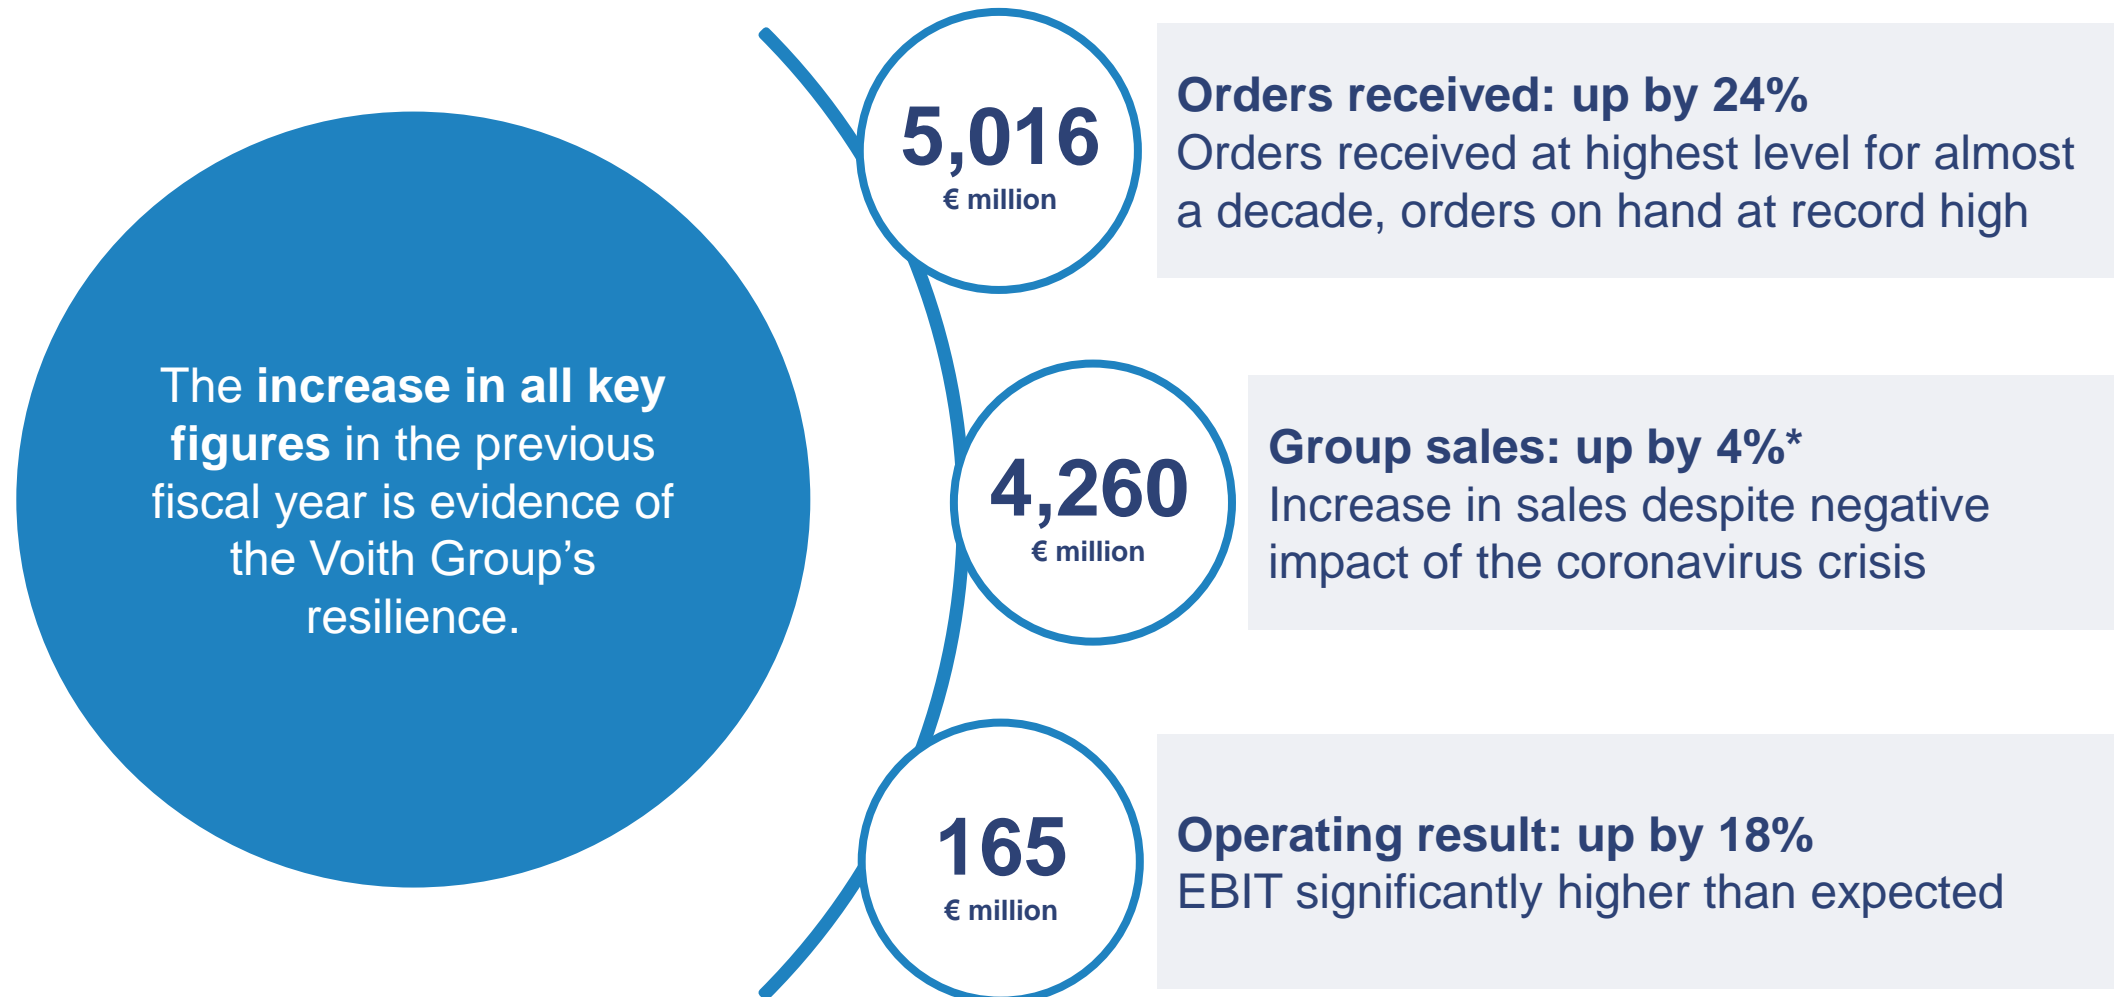 The increase in all key
figures in the previous
fiscal year is evidence of
the Voith Group’s
resilience.
5,016
€ million
Orders received: up by 24%
Orders received at highest level for almost
a decade, orders on hand at record high
4,260
€ million
Group sales: up by 4%*
Increase in sales despite negative
impact of the coronavirus crisis
165
€ million
Operating result: up by 18%
EBIT significantly higher than expected